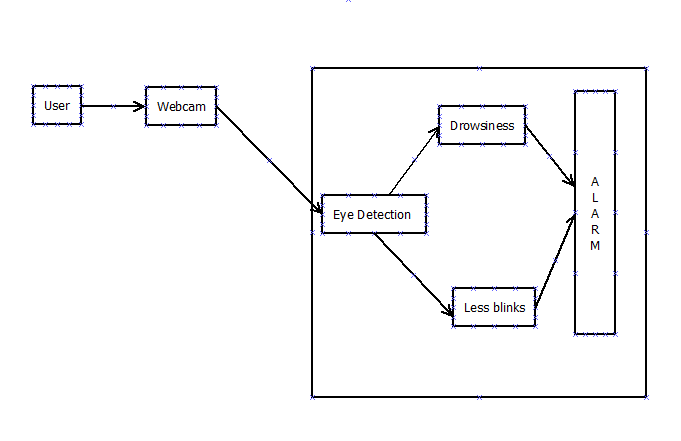 User
Webcam
Drowsiness
Eye Detection
Less blinks
A
L
A
R
M